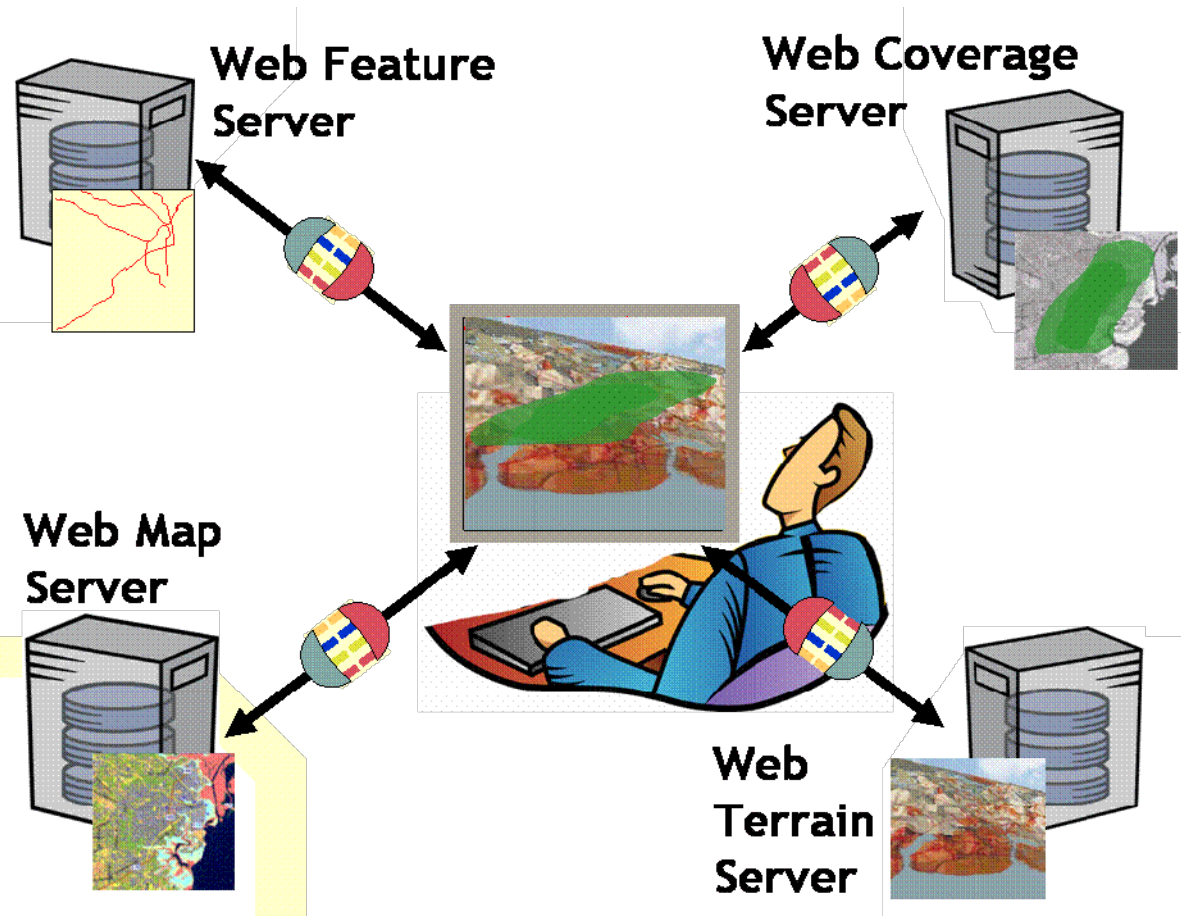 Web Feature
Server
Web Coverage
Server
Web Map
Server
Web
Terrain
Server